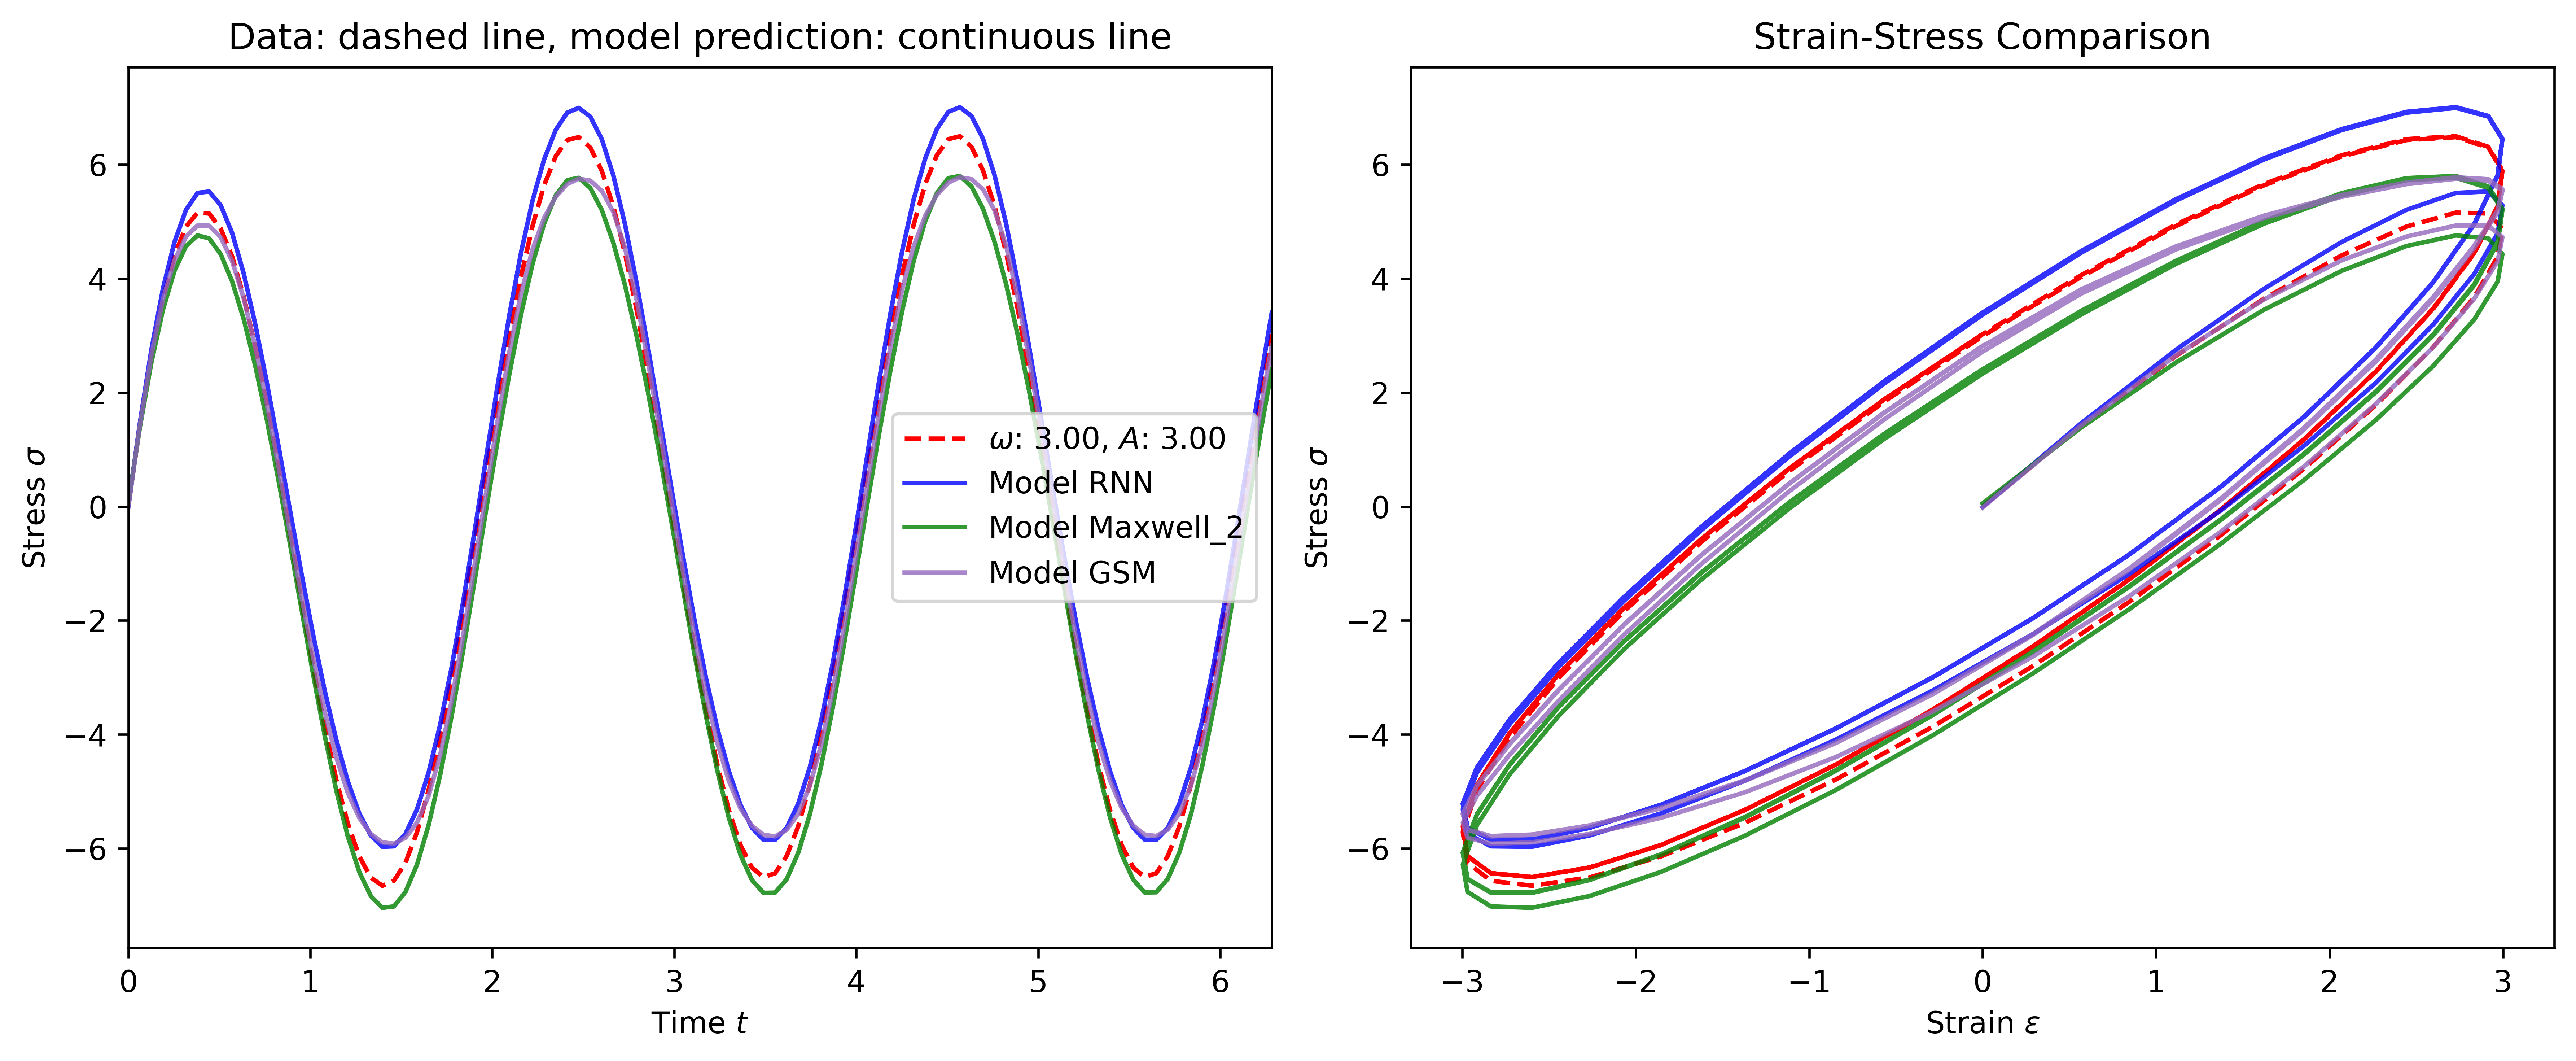 Data: dashed line, model prediction: continuous line
6
4
2
0
−2
−4
−6
Stress σ
0 1 2 3 4 5 6
Time t
ω: 3.00, A: 3.00
Model RNN
Model Maxwell_2
Model GSM
Strain-Stress Comparison
6
4
2
0
−2
−4
−6
Stress σ
−3 −2 −1 0 1 2 3
Strain ε